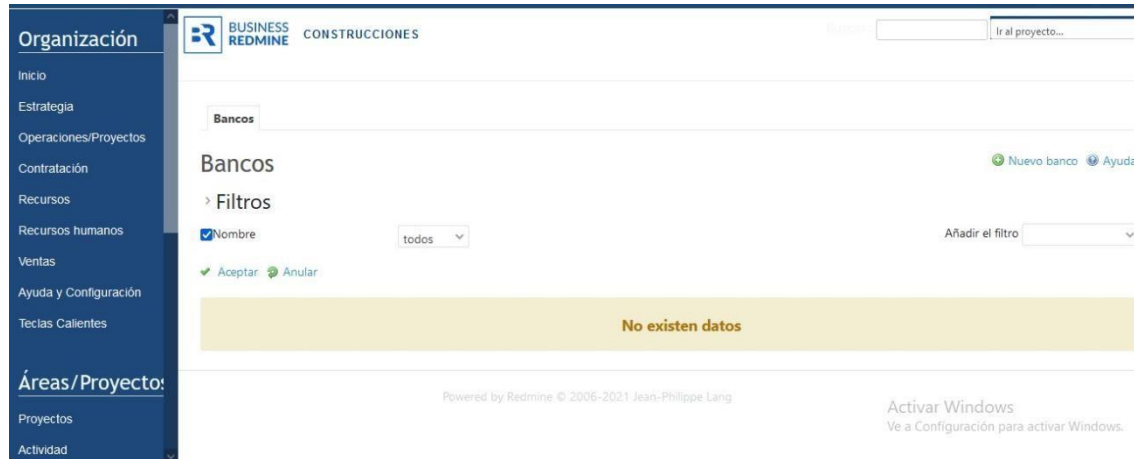 Organización
Inicio
Estrategia
Operaciones/Proyectos
Contratación
Recursos
Recursos humanos
Ventas
Ayuda y Configuración
Teclas Calientes
Áreas/Proyectos
Proyectos
Actividad
BUSINESS
REDMINE
CONSTRUCCIONES
Ir al proyecto...
Bancos
Bancos
Nuevo banco Ayuda
Filtros
Nombre todos Añadir el filtro
Aceptar Anular
No existen datos
Powered by Redmine © 2006-2021 Jean-Philippe Lang
Activar Windows
Ve a Configuración para activar Windows.